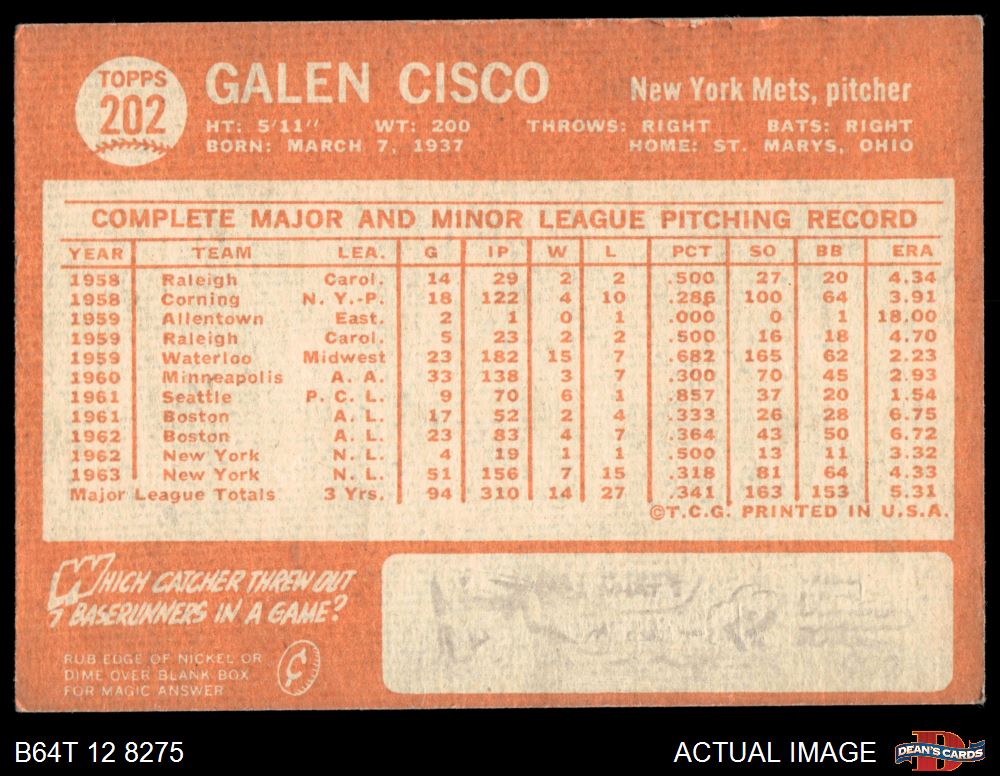 TOPPS
202
GALEN CISCO
New York Mets, pitcher
HT: 5'11" WT: 200 THROWS: RIGHT BATS: RIGHT
BORN: MARCH 7, 1937 HOME: ST. MARYS, OHIO
COMPLETE MAJOR AND MINOR LEAGUE PITCHING RECORD
YEAR TEAM LEA. G IP W L PCT SO BB ERA
1958 Raleigh Carol. 14 29 2 2 .500 27 20 4.34
1958 Corning N. Y.-P. 18 122 4 10 .286 100 64 3.91
1959 Allentown East. 2 1 0 1 .000 0 1 18.00
1959 Raleigh Carol. 5 23 2 2 .500 16 18 4.70
1959 Waterloo Midwest 23 182 15 7 .682 165 62 2.23
1960 Minneapolis A. A. 33 138 3 7 .300 70 45 2.93
1961 Seattle P. C. L. 9 70 6 1 .857 37 20 1.54
1961 Boston A. L. 17 52 2 4 .333 26 28 6.75
1962 Boston A. L. 23 83 4 7 .364 43 50 6.72
1962 New York N. L. 4 19 1 1 .500 13 11 3.32
1963 New York N. L. 51 156 7 15 .318 81 64 4.33
Major League Totals 3 Yrs. 94 310 14 27 .341 163 153 5.31
©T.C.G. PRINTED IN U.S.A.
WHICH CATCHER THREW OUT
7 BASERUNNERS IN A GAME?
RUB EDGE OF NICKEL OR
DIME OVER BLANK BOX
FOR MAGIC ANSWER
B64T 12 8275
ACTUAL IMAGE
DEAN'S CARDS